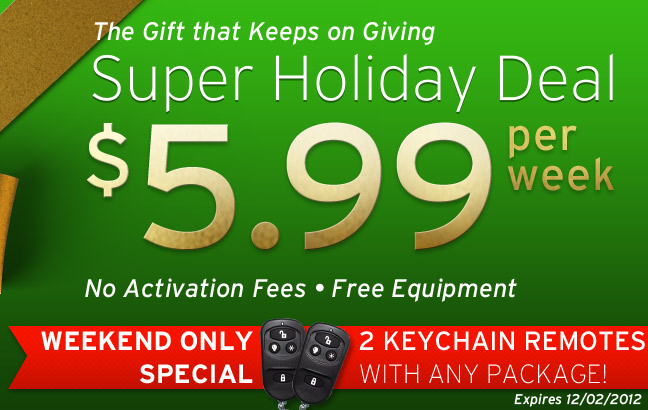 The Gift that Keeps on Giving
Super Holiday Deal
$5.99 per week
No Activation Fees • Free Equipment
WEEKEND ONLY SPECIAL
2 KEYCHAIN REMOTES
WITH ANY PACKAGE!
Expires 12/02/2012